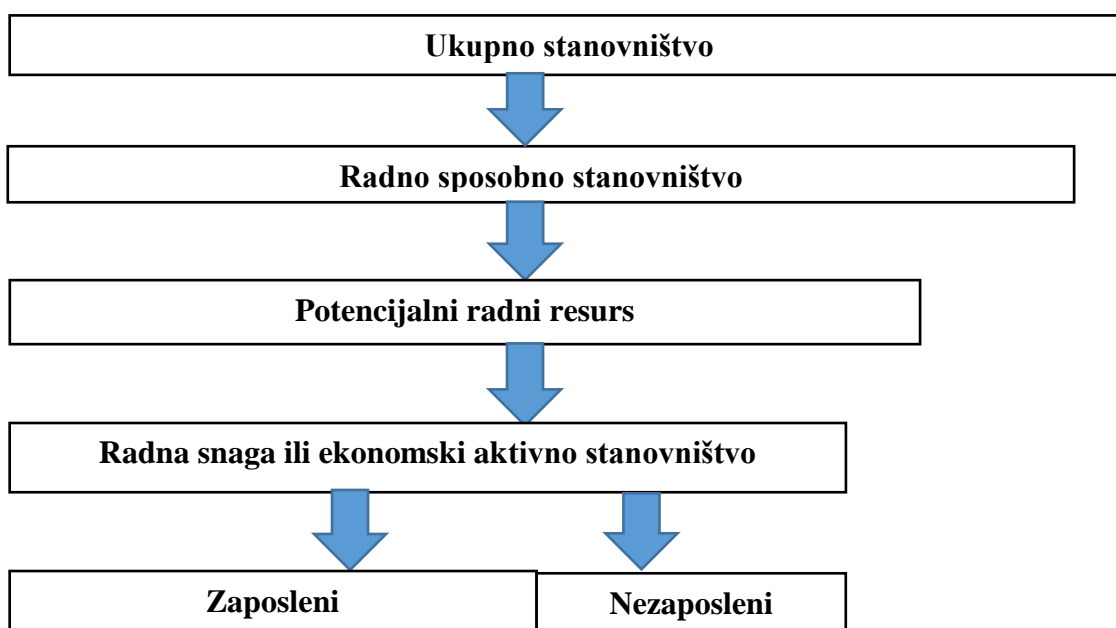 Ukupno stanovništvo
Radno sposobno stanovništvo
Potencijalni radni resurs
Radna snaga ili ekonomski aktivno stanovništvo
Zaposleni
Nezaposleni